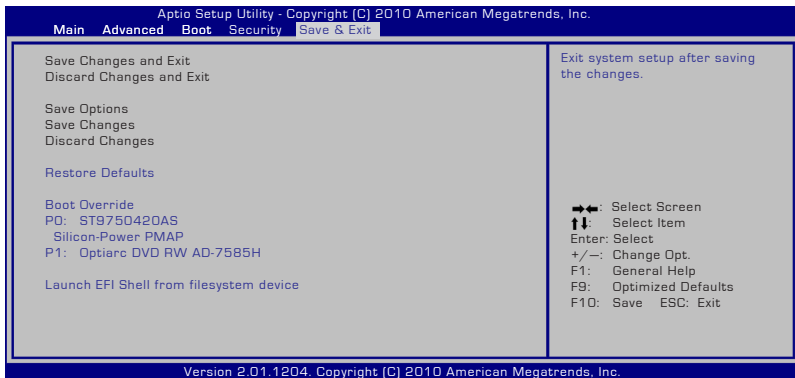 Aptio Setup Utility - Copyright (C) 2010 American Megatrends, Inc.
Main Advanced Boot Security Save & Exit
Save Changes and Exit
Discard Changes and Exit
Save Options
Save Changes
Discard Changes
Restore Defaults
Boot Override
P0: ST9750420AS
Silicon-Power PMAP
P1: Optiarc DVD RW AD-7585H
Launch EFI Shell from filesystem device
Exit system setup after saving
the changes.
→←: Select Screen
↑↓: Select Item
Enter: Select
+/—: Change Opt.
F1: General Help
F9: Optimized Defaults
F10: Save ESC: Exit
Version 2.01.1204. Copyright (C) 2010 American Megatrends, Inc.